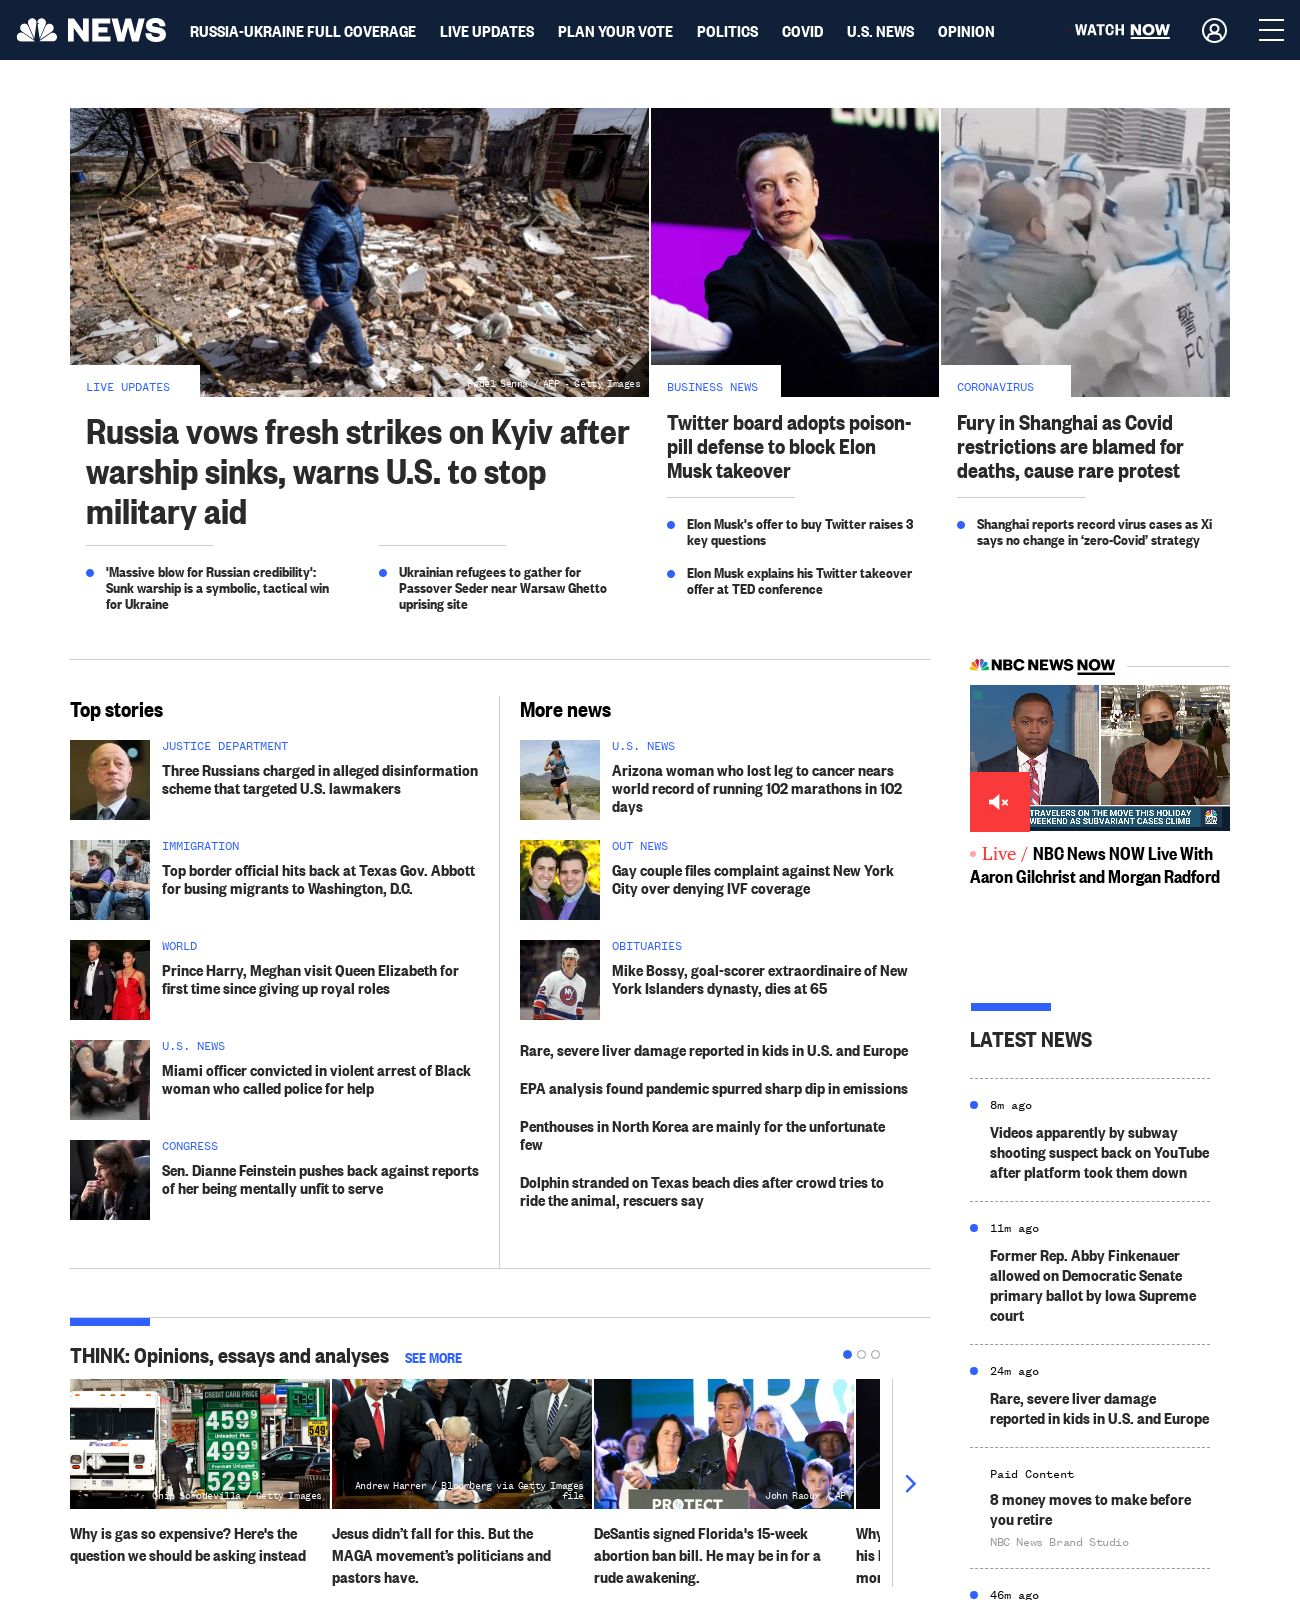 NEWS
RUSSIA-UKRAINE FULL COVERAGE
LIVE UPDATES
PLAN YOUR VOTE
POLITICS
COVID
U.S. NEWS
OPINION
WATCH NOW
LIVE UPDATES
Fadel Senna / AFP - Getty Images
Russia vows fresh strikes on Kyiv after
warship sinks, warns U.S. to stop
military aid
'Massive blow for Russian credibility':
Sunk warship is a symbolic, tactical win
for Ukraine
Ukrainian refugees to gather for
Passover Seder near Warsaw Ghetto
uprising site
BUSINESS NEWS
Twitter board adopts poison-
pill defense to block Elon
Musk takeover
Elon Musk's offer to buy Twitter raises 3
key questions
Elon Musk explains his Twitter takeover
offer at TED conference
CORONAVIRUS
Fury in Shanghai as Covid
restrictions are blamed for
deaths, cause rare protest
Shanghai reports record virus cases as Xi
says no change in ‘zero-Covid’ strategy
Top stories
JUSTICE DEPARTMENT
Three Russians charged in alleged disinformation
scheme that targeted U.S. lawmakers
IMMIGRATION
Top border official hits back at Texas Gov. Abbott
for busing migrants to Washington, D.C.
WORLD
Prince Harry, Meghan visit Queen Elizabeth for
first time since giving up royal roles
U.S. NEWS
Miami officer convicted in violent arrest of Black
woman who called police for help
CONGRESS
Sen. Dianne Feinstein pushes back against reports
of her being mentally unfit to serve
More news
U.S. NEWS
Arizona woman who lost leg to cancer nears
world record of running 102 marathons in 102
days
OUT NEWS
Gay couple files complaint against New York
City over denying IVF coverage
OBITUARIES
Mike Bossy, goal-scorer extraordinaire of New
York Islanders dynasty, dies at 65
Rare, severe liver damage reported in kids in U.S. and Europe
EPA analysis found pandemic spurred sharp dip in emissions
Penthouses in North Korea are mainly for the unfortunate
few
Dolphin stranded on Texas beach dies after crowd tries to
ride the animal, rescuers say
NBC NEWS NOW
TRAVELERS ON THE MOVE THIS HOLIDAY
WEEKEND AS SUBVARIANT CASES CLIMB
Live / NBC News NOW Live With
Aaron Gilchrist and Morgan Radford
LATEST NEWS
8m ago
Videos apparently by subway
shooting suspect back on YouTube
after platform took them down
11m ago
Former Rep. Abby Finkenauer
allowed on Democratic Senate
primary ballot by Iowa Supreme
court
24m ago
Rare, severe liver damage
reported in kids in U.S. and Europe
Paid Content
8 money moves to make before
you retire
NBC News Brand Studio
46m ago
THINK: Opinions, essays and analyses
SEE MORE
FedEx
CREDIT CARD PRICE
Unleaded
459 9
Unleaded Plus
499 9
Premium Unleaded
529 9
549
Chip Somodevilla / Getty Images
Why is gas so expensive? Here's the
question we should be asking instead
Andrew Harrer / Bloomberg via Getty Images
file
Jesus didn’t fall for this. But the
MAGA movement’s politicians and
pastors have.
PRO
PROTECT
John Raoux / AP
DeSantis signed Florida's 15-week
abortion ban bill. He may be in for a
rude awakening.
Why
his
mor